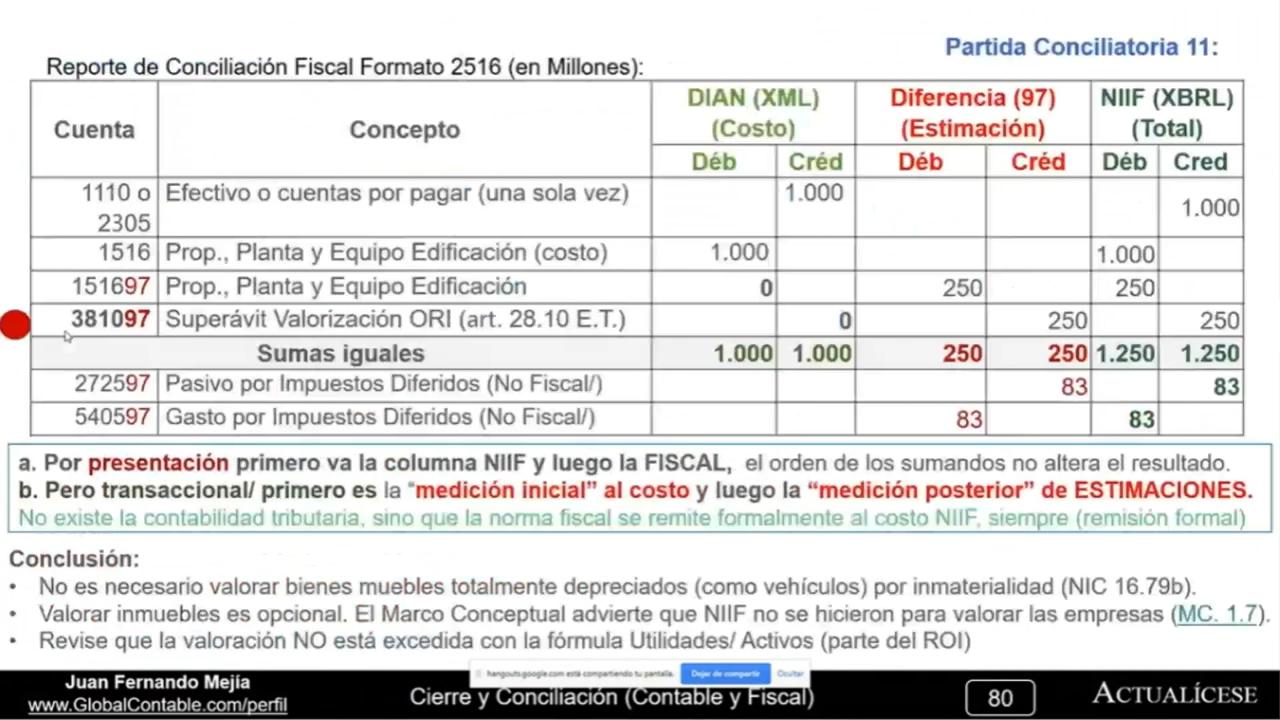 Partida Conciliatoria 11:
Reporte de Conciliación Fiscal Formato 2516 (en Millones):
Cuenta Concepto DIAN (XML) (Costo) Diferencia (97) (Estimación) NIIF (XBRL) (Total)
Déb Créd Déb Créd Déb Cred
1110 o 2305 Efectivo o cuentas por pagar (una sola vez) 1.000 1.000
1516 Prop., Planta y Equipo Edificación (costo) 1.000 1.000
151697 Prop., Planta y Equipo Edificación 0 250 250
381097 Superávit Valorización ORI (art. 28.10 E.T.) 0 250 250
Sumas iguales 1.000 1.000 250 250 1.250 1.250
272597 Pasivo por Impuestos Diferidos (No Fiscal/) 83 83
540597 Gasto por Impuestos Diferidos (No Fiscal/) 83 83
a. Por presentación primero va la columna NIIF y luego la FISCAL, el orden de los sumandos no altera el resultado.
b. Pero transaccional/ primero es la “medición inicial” al costo y luego la “medición posterior” de ESTIMACIONES.
No existe la contabilidad tributaria, sino que la norma fiscal se remite formalmente al costo NIIF, siempre (remisión formal)
Conclusión:
• No es necesario valorar bienes muebles totalmente depreciados (como vehículos) por inmaterialidad (NIC 16.79b).
• Valorar inmuebles es opcional. El Marco Conceptual advierte que NIIF no se hicieron para valorar las empresas (MC. 1.7).
• Revise que la valoración NO está excedida con la fórmula Utilidades/ Activos (parte del ROI)
hangouts.google.com está compartiendo tu pantalla. Dejar de compartir Ocultar
Juan Fernando Mejía
www.GlobalContable.com/perfil
Cierre y Conciliación (Contable y Fiscal)
80
ACTUALÍCESE